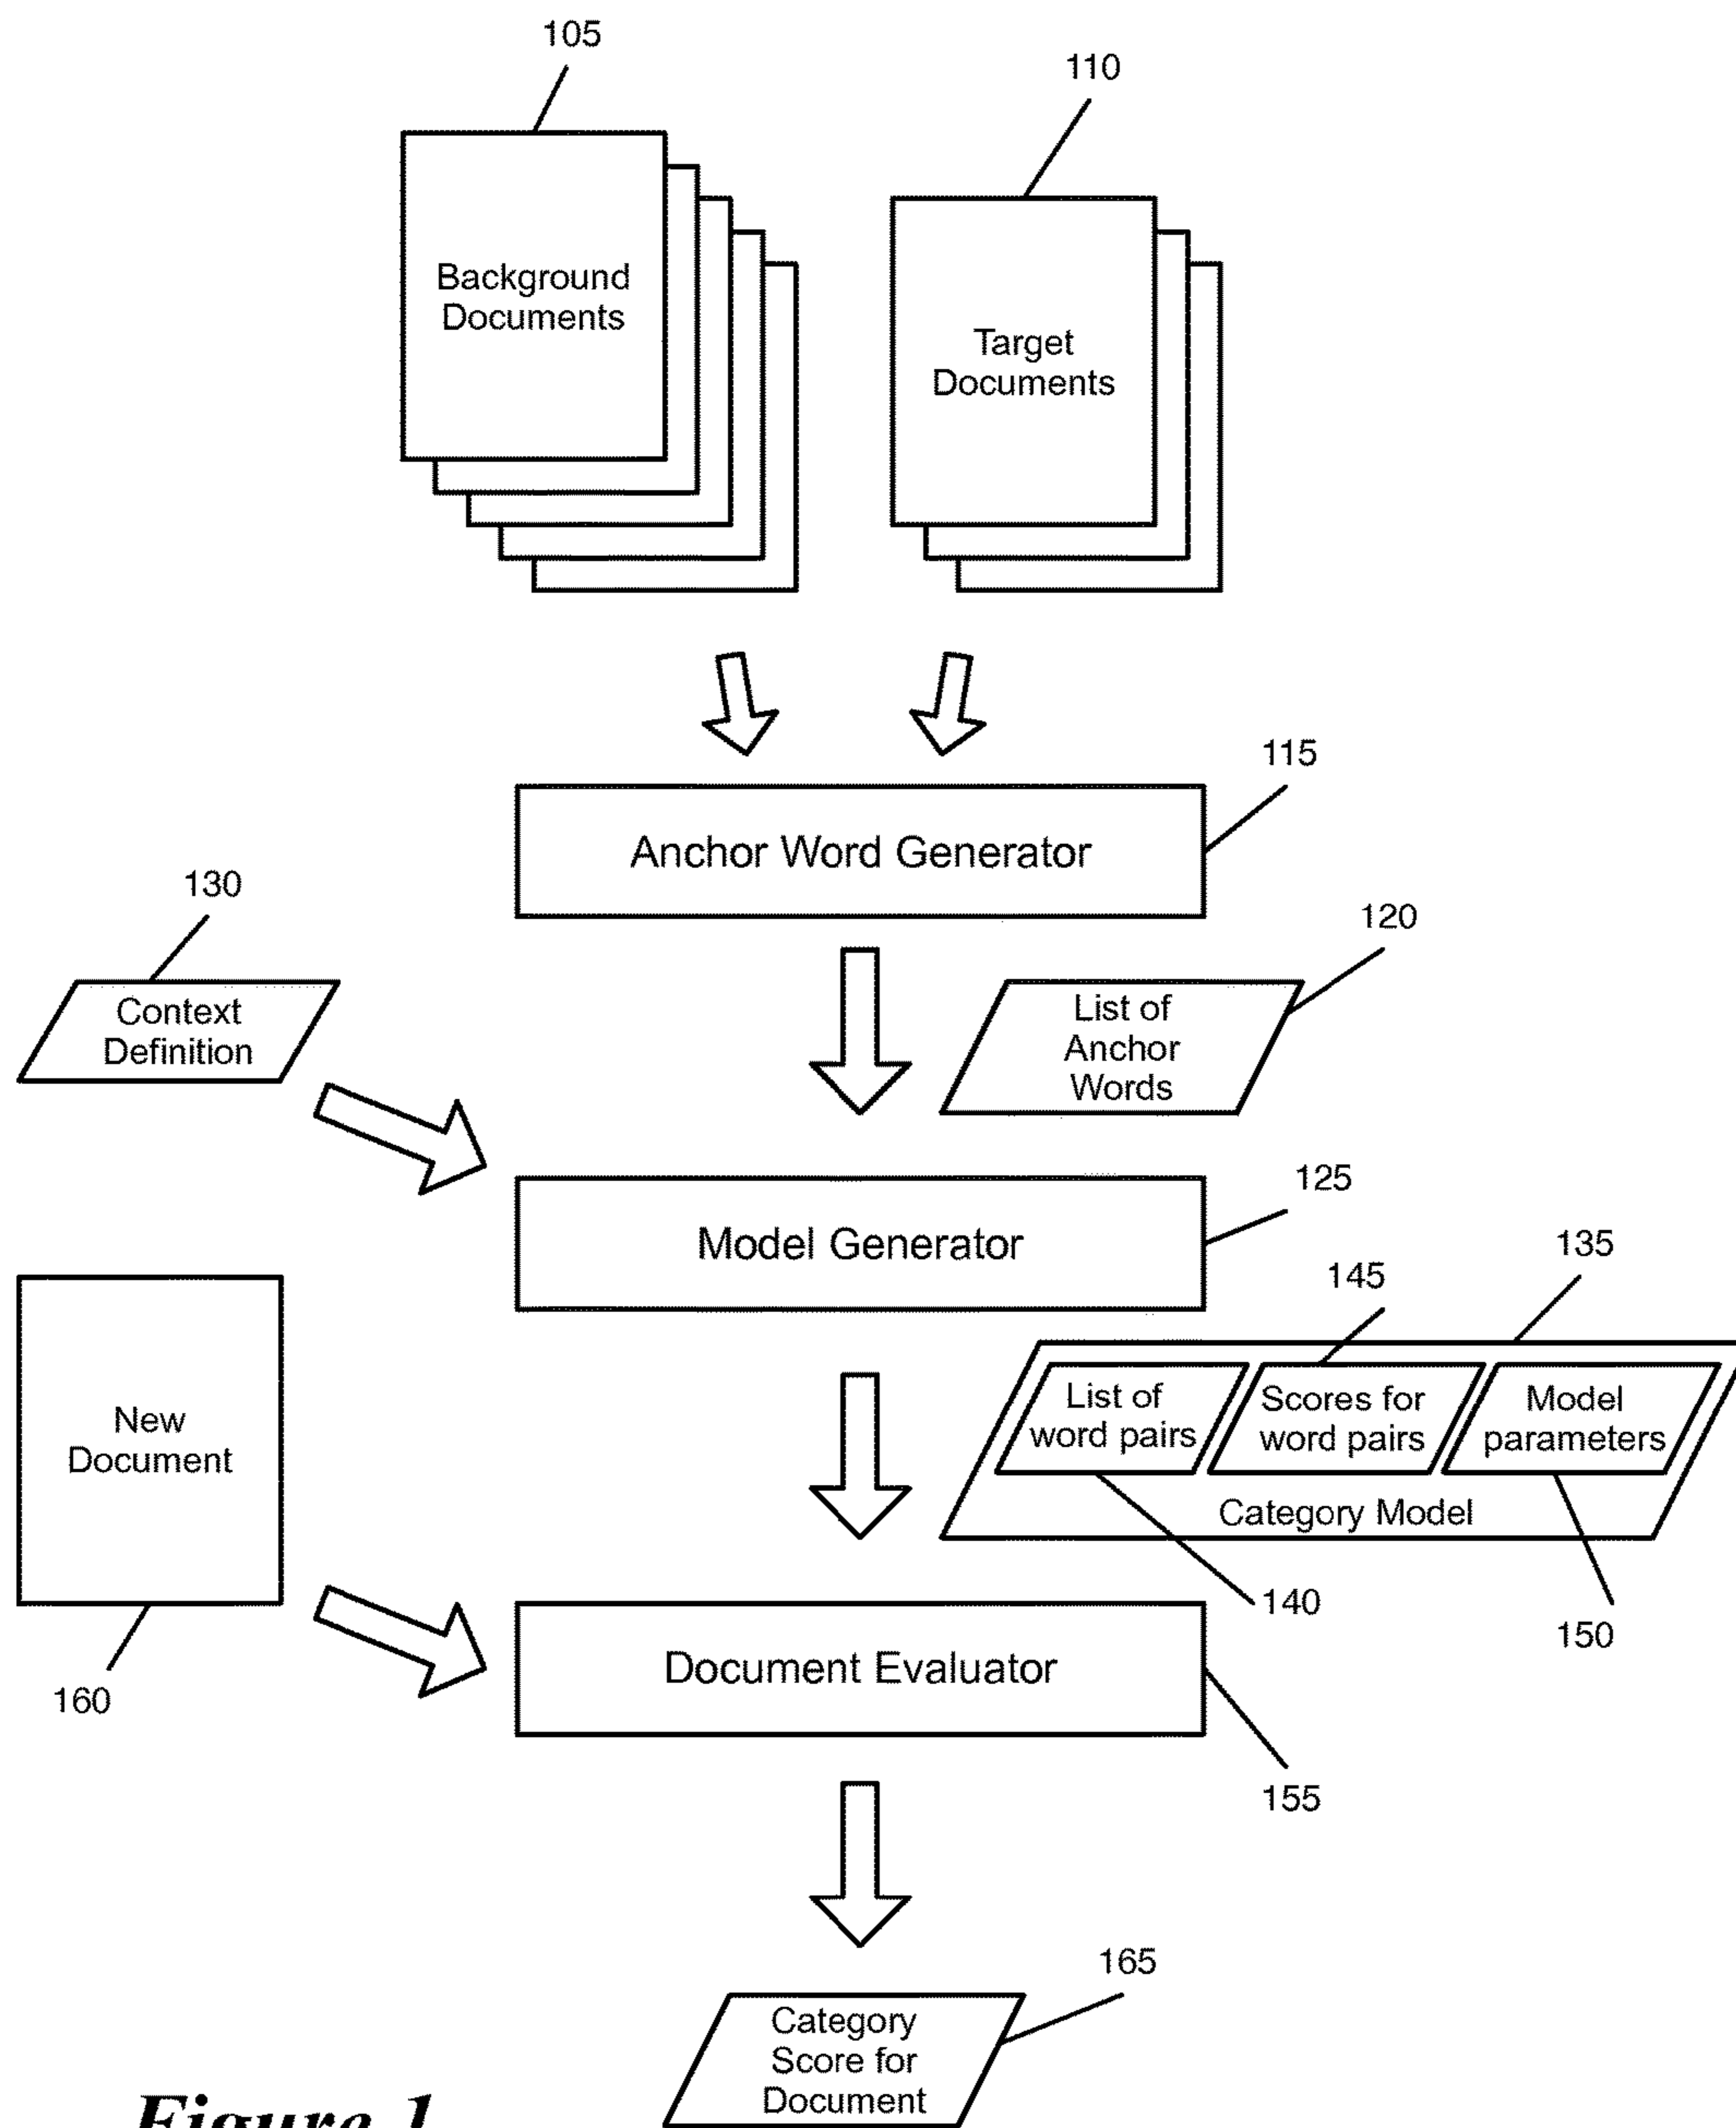 105
110
Background
Documents
Target
Documents
115
Anchor Word Generator
130
120
Context
Definition
List of
Anchor
Words
125
Model Generator
135
145
New
Document
List of
word pairs
Scores for
word pairs
Model
parameters
Category Model
140
150
160
Document Evaluator
155
165
Category
Score for
Document
Figure 1